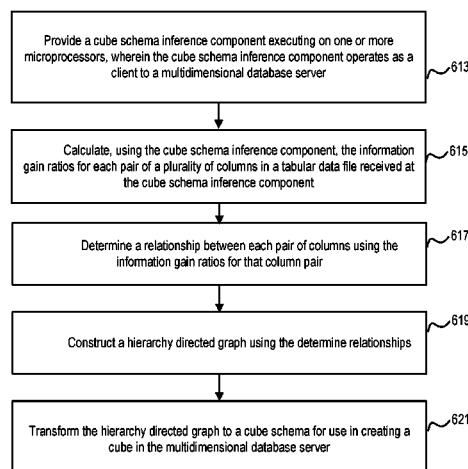 Provide a cube schema inference component executing on one or more
microprocessors, wherein the cube schema inference component operates as a
client to a multidimensional database server
613
Calculate, using the cube schema inference component, the information
gain ratios for each pair of a plurality of columns in a tabular data file received at
the cube schema inference component
615
Determine a relationship between each pair of columns using the
information gain ratios for that column pair
617
Construct a hierarchy directed graph using the determine relationships
619
Transform the hierarchy directed graph to a cube schema for use in creating a
cube in the multidimensional database server
621